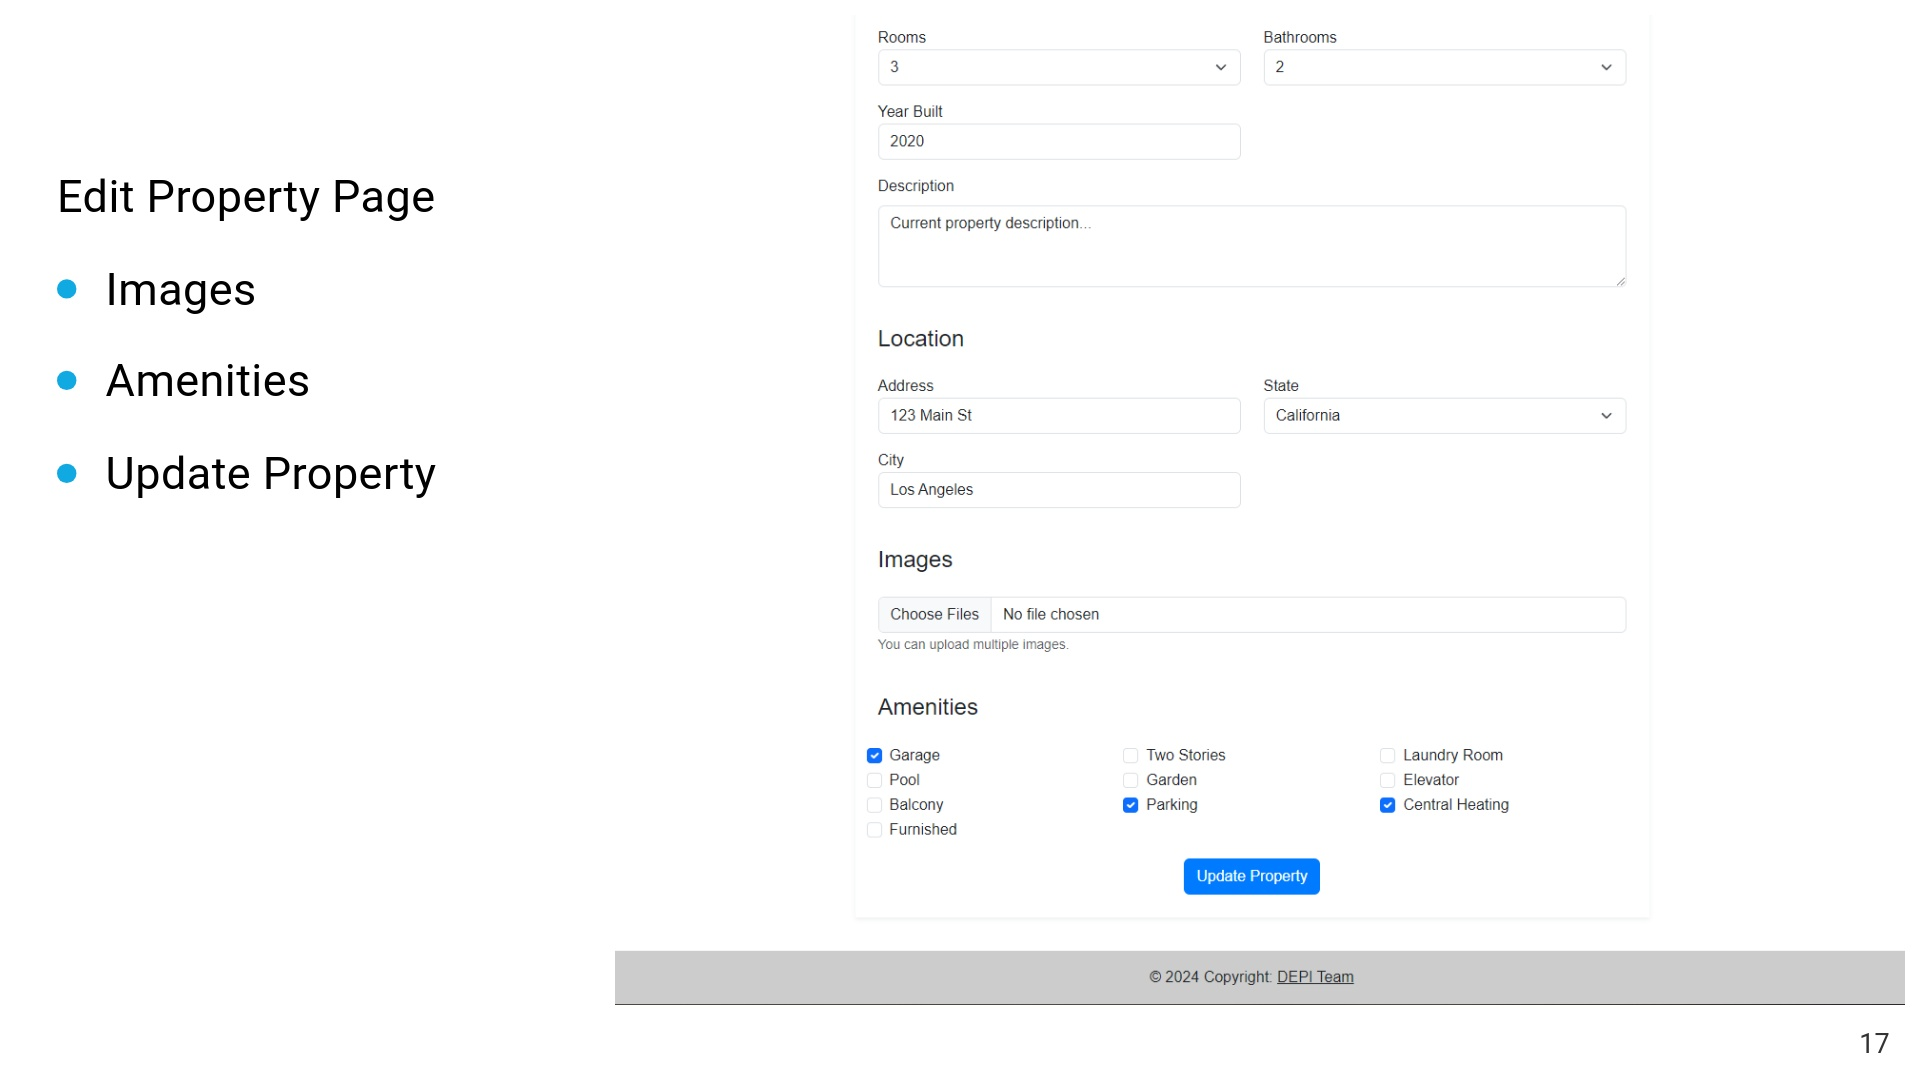 Edit Property Page
Images
Amenities
Update Property
Rooms Bathrooms
3 2
Year Built
2020
Description
Current property description...
Location
Address State
123 Main St California
City
Los Angeles
Images
Choose Files No file chosen
You can upload multiple images.
Amenities
Garage Two Stories Laundry Room
Pool Garden Elevator
Balcony Parking Central Heating
Furnished
Update Property
© 2024 Copyright: DEPI Team
17